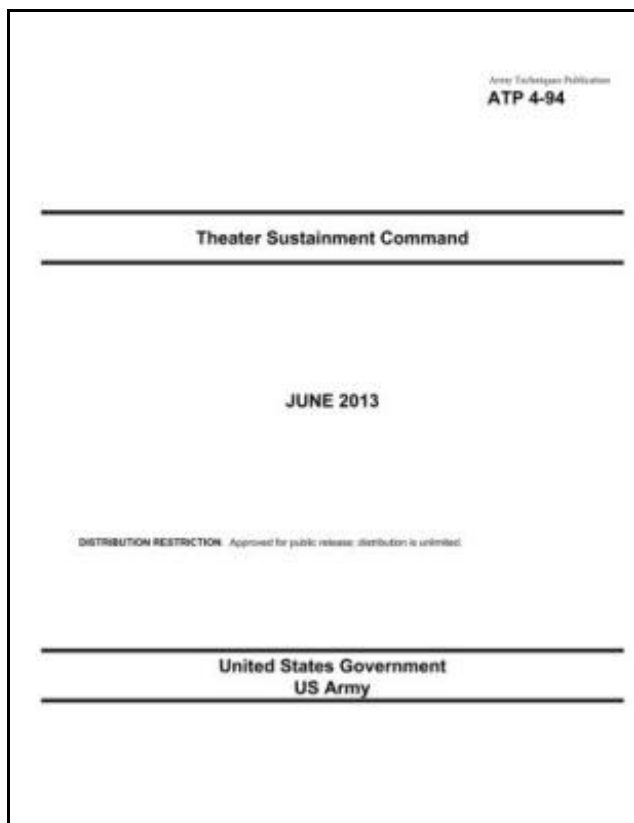 Army Techniques Publication
ATP 4-94
Theater Sustainment Command
JUNE 2013
DISTRIBUTION RESTRICTION Approved for public release; distribution is unlimited.
United States Government
US Army